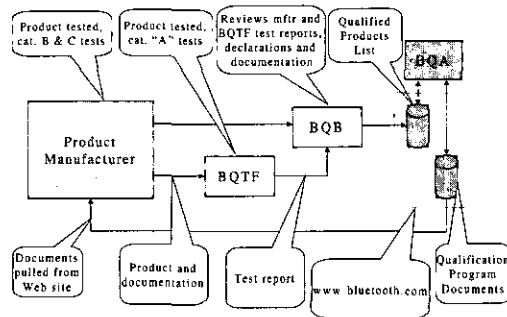 Product tested,
cat. B & C tests
Product tested,
cat. "A" tests
Reviews mftr and
BQTF test reports,
declarations and
documentation
Qualified
Products
List
BQA
Product
Manufacturer
BQB
BQTF
Documents
pulled from
Web site
Product and
documentation
Test report
www bluetooth.com
Qualification
Program
Documents